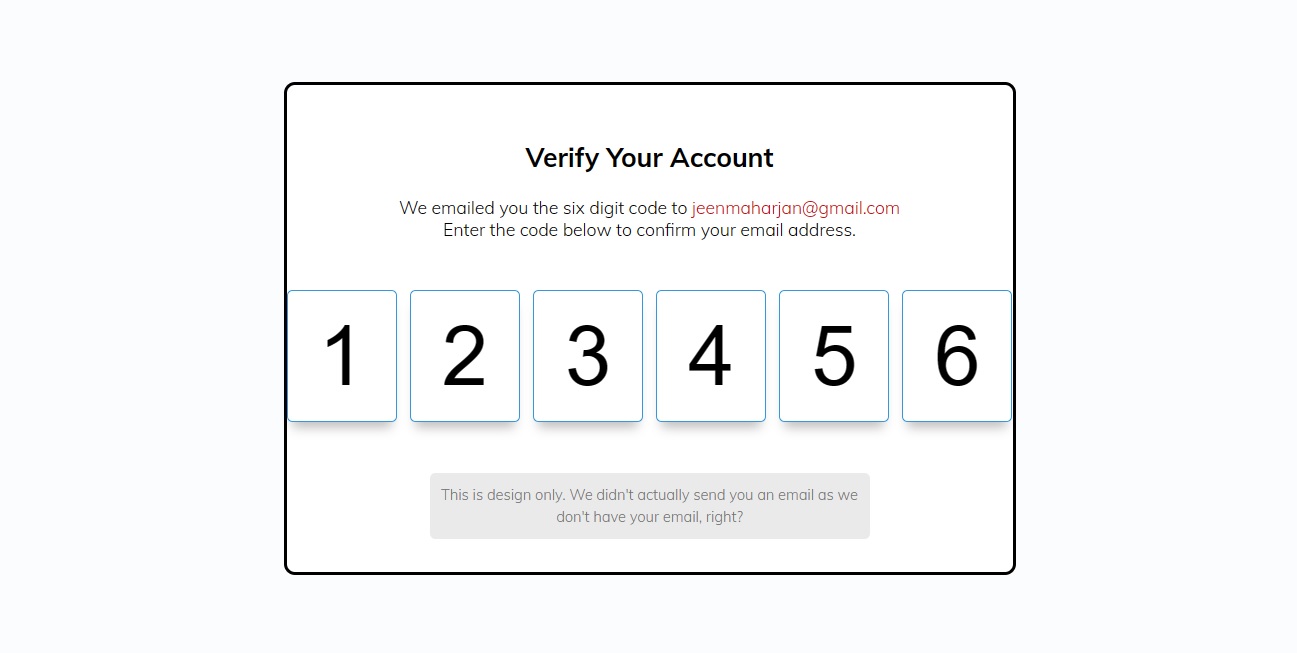 Verify Your Account
We emailed you the six digit code to jeenmaharjan@gmail.com
Enter the code below to confirm your email address.
1 2 3 4 5 6
This is design only. We didn't actually send you an email as we
don't have your email, right?